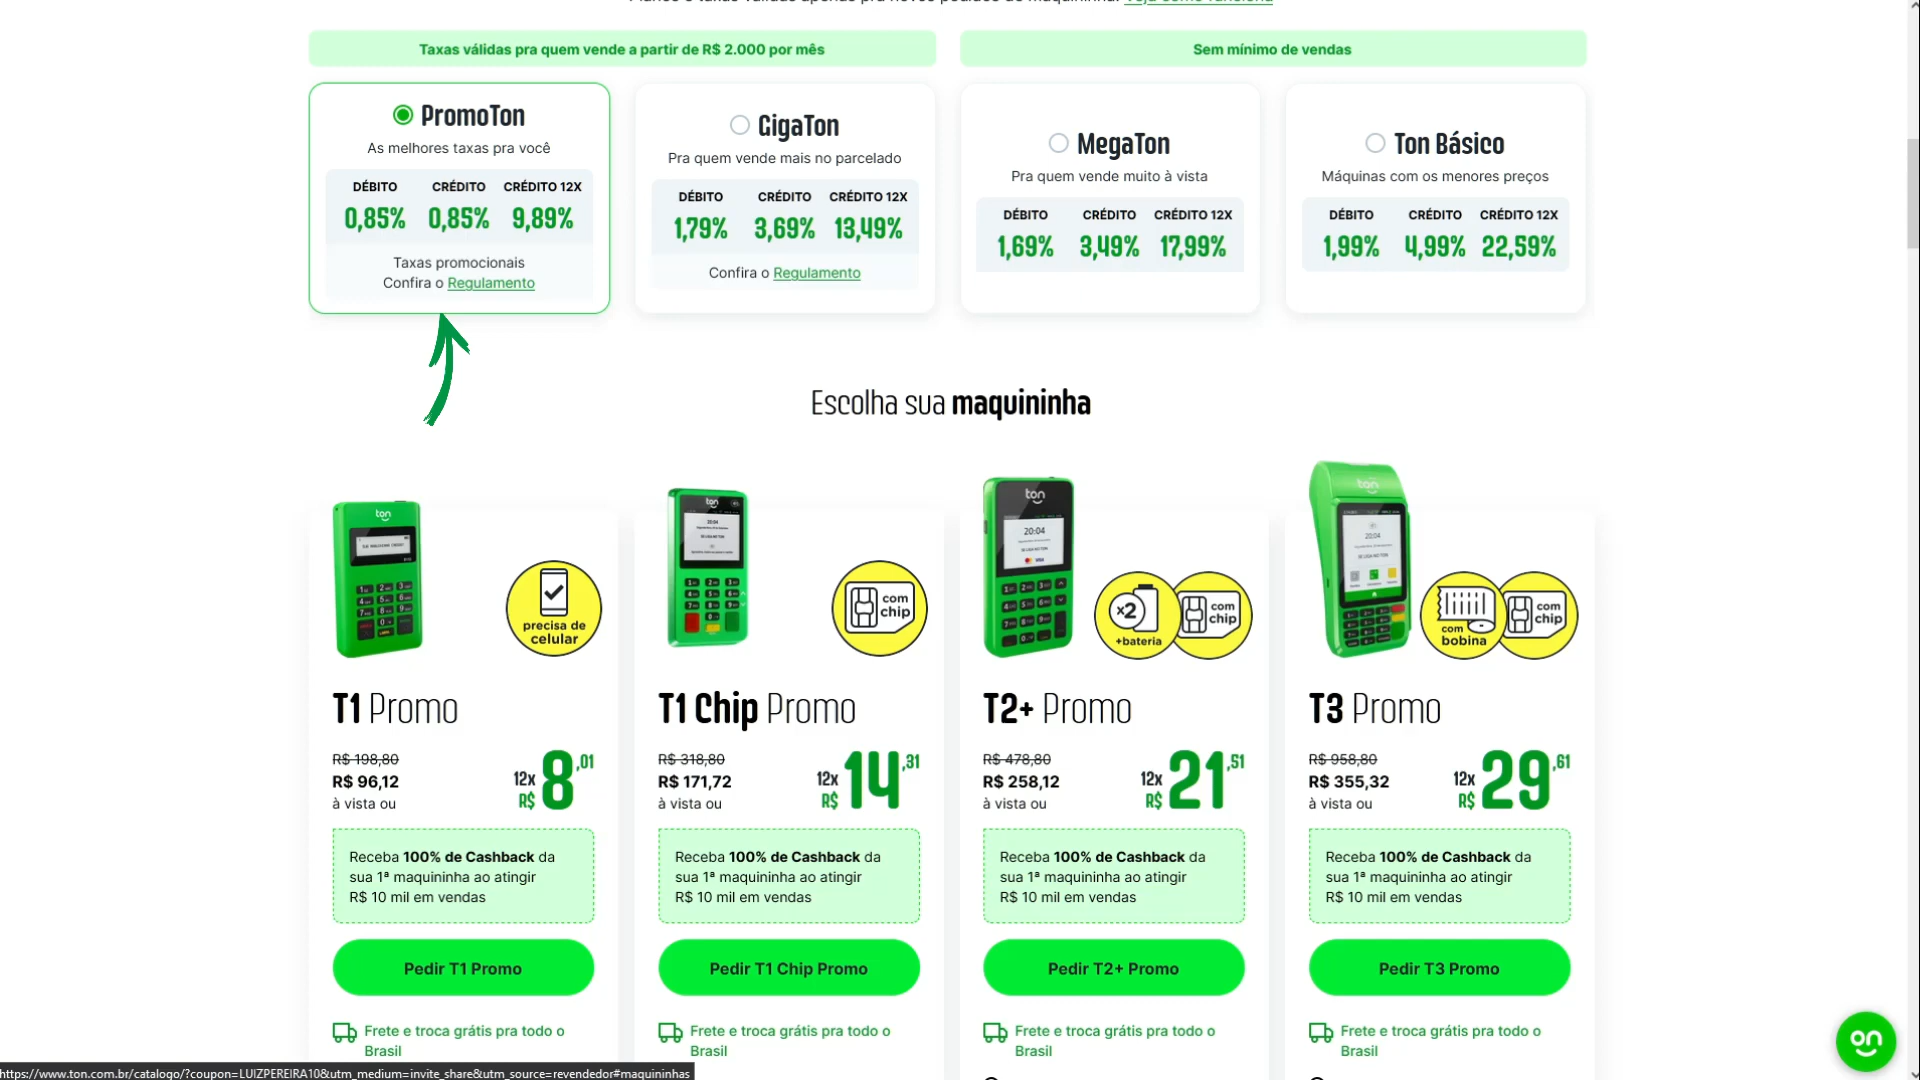 Taxas válidas pra quem vende a partir de R$ 2.000 por mês
Sem mínimo de vendas
PromoTon
As melhores taxas pra você
DÉBITO CRÉDITO CRÉDITO 12X
0,85% 0,85% 9,89%
Taxas promocionais
Confira o Regulamento
GigaTon
Pra quem vende mais no parcelado
DÉBITO CRÉDITO CRÉDITO 12X
1,79% 3,69% 13,49%
Confira o Regulamento
MegaTon
Pra quem vende muito à vista
DÉBITO CRÉDITO CRÉDITO 12X
1,69% 3,49% 17,99%
Ton Básico
Máquinas com os menores preços
DÉBITO CRÉDITO CRÉDITO 12X
1,99% 4,99% 22,59%
Escolha sua maquininha
ton
precisa de
celular
T1 Promo
R$ 198,80
R$ 96,12
à vista ou
12x
R$ 8,01
Receba 100% de Cashback da
sua 1ª maquininha ao atingir
R$ 10 mil em vendas
Pedir T1 Promo
Frete e troca grátis pra todo o
Brasil
ton
20:04
com
chip
T1 Chip Promo
R$ 318,80
R$ 171,72
à vista ou
12x
R$ 14,31
Receba 100% de Cashback da
sua 1ª maquininha ao atingir
R$ 10 mil em vendas
Pedir T1 Chip Promo
Frete e troca grátis pra todo o
Brasil
ton
20:04
x2
+bateria
com
chip
T2+ Promo
R$ 478,80
R$ 258,12
à vista ou
12x
R$ 21,51
Receba 100% de Cashback da
sua 1ª maquininha ao atingir
R$ 10 mil em vendas
Pedir T2+ Promo
Frete e troca grátis pra todo o
Brasil
ton
20:04
com
bobina
com
chip
T3 Promo
R$ 958,80
R$ 355,32
à vista ou
12x
R$ 29,61
Receba 100% de Cashback da
sua 1ª maquininha ao atingir
R$ 10 mil em vendas
Pedir T3 Promo
Frete e troca grátis pra todo o
Brasil
on
https://www.ton.com.br/catalogo/?coupon=LUIZPEREIRA10&utm_medium=invite_share&utm_source=revendedor#maquininhas